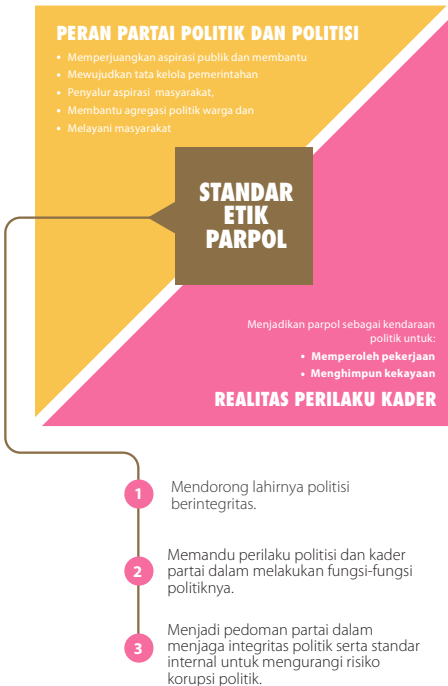 PERAN PARTAI POLITIK DAN POLITISI
• Memperjuangkan aspirasi publik dan membantu
• Mewujudkan tata kelola pemerintahan
• Penyalur aspirasi masyarakat,
• Membantu agregasi politik warga dan
• Melayani masyarakat
STANDAR
ETIK
PARPOL
Menjadikan parpol sebagai kendaraan
politik untuk:
• Memperoleh pekerjaan
• Menghimpun kekayaan
REALITAS PERILAKU KADER
1
Mendorong lahirnya politisi
berintegritas.
2
Memandu perilaku politisi dan kader
partai dalam melakukan fungsi-fungsi
politiknya.
3
Menjadi pedoman partai dalam
menjaga integritas politik serta standar
internal untuk mengurangi risiko
korupsi politik.